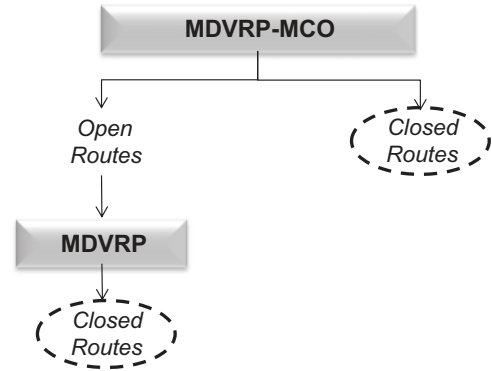 MDVRP-MCO
Open
Routes
Closed
Routes
MDVRP
Closed
Routes